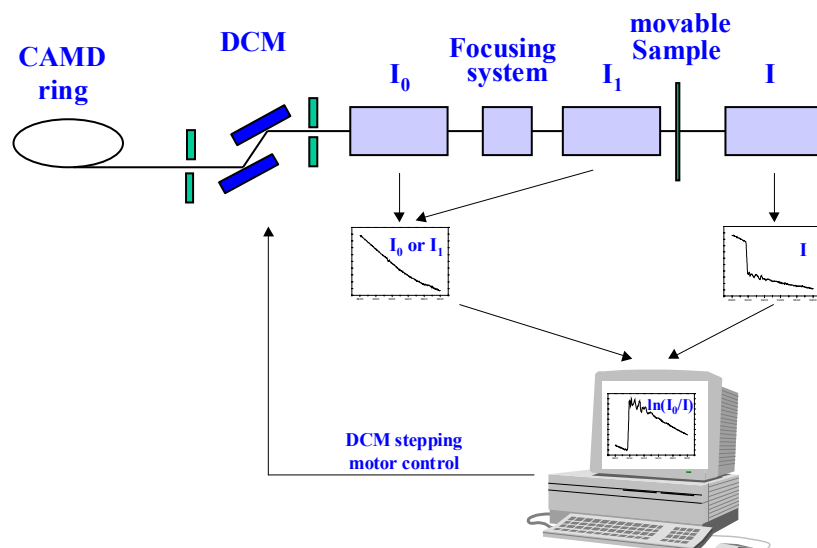 CAMD
ring
DCM
I₀
Focusing
system
I₁
movable
Sample
I
I₀ or I₁
I
ln(I₀/I)
DCM stepping
motor control